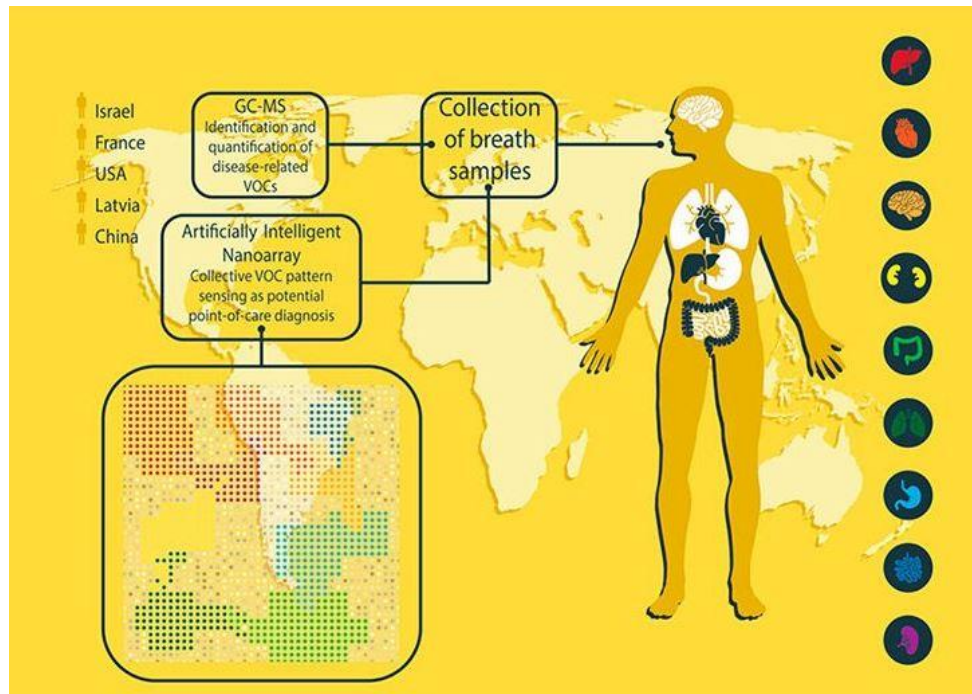 Israel
France
USA
Latvia
China
GC-MS
Identification and
quantification of
disease-related
VOCs
Collection
of breath
samples
Artificially Intelligent
Nanoarray
Collective VOC pattern
sensing as potential
point-of-care diagnosis